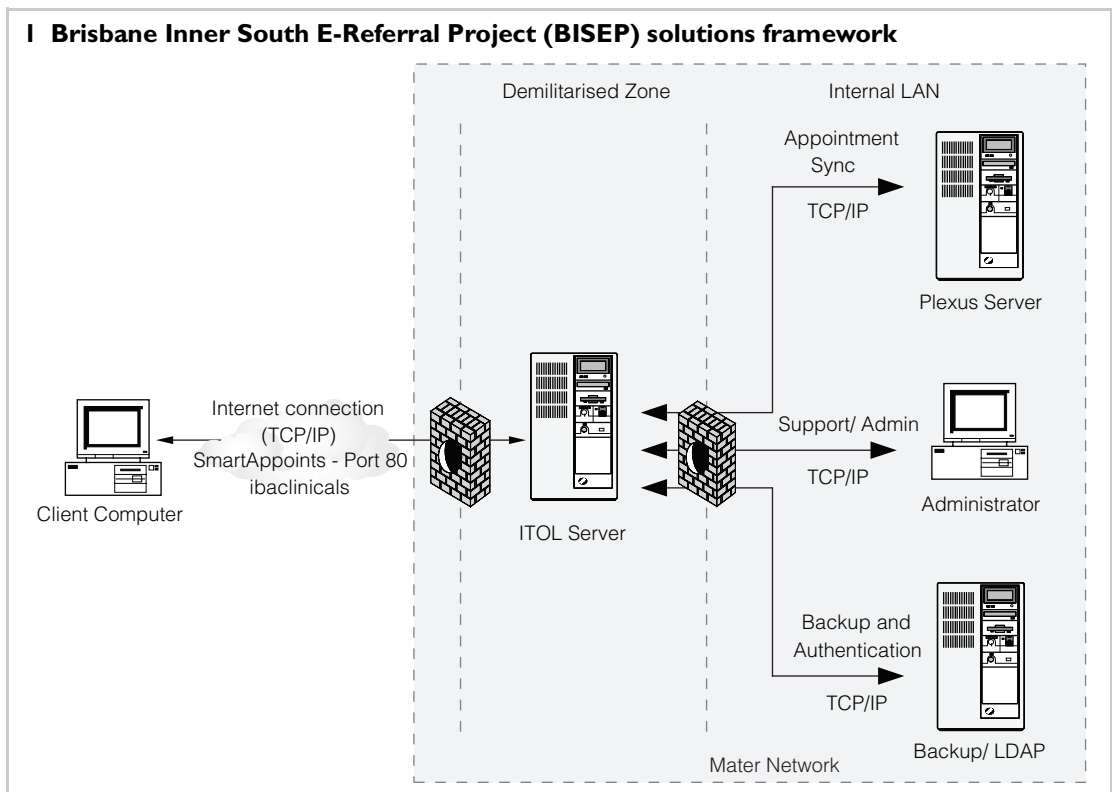 1 Brisbane Inner South E-Referral Project (BISEP) solutions framework
Demilitarised Zone
Internal LAN
Appointment
Sync
TCP/IP
Plexus Server
Internet connection
(TCP/IP)
SmartAppoints - Port 80
ibaclinicals
Client Computer
ITOL Server
Support/ Admin
TCP/IP
Administrator
Backup and
Authentication
TCP/IP
Backup/ LDAP
Mater Network